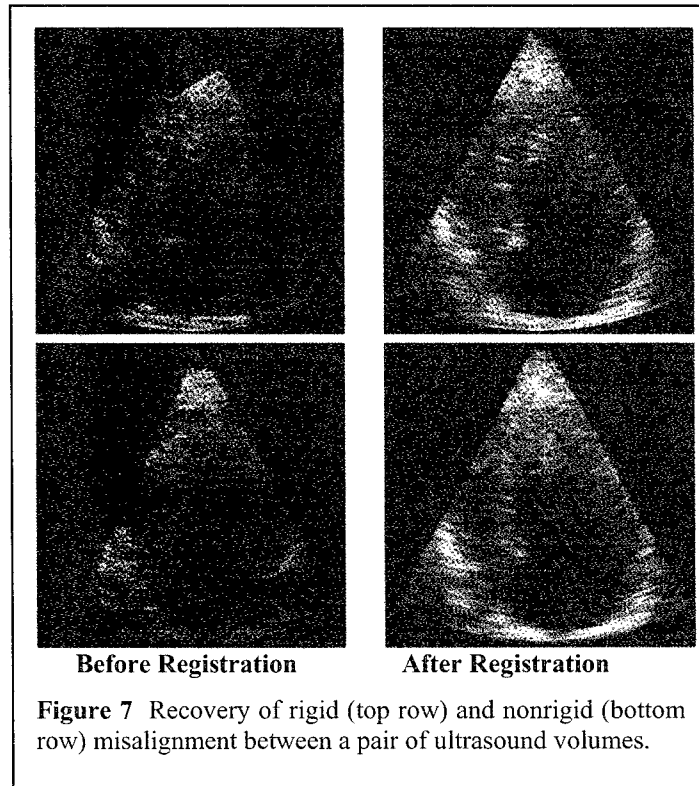 Before Registration After Registration
Figure 7 Recovery of rigid (top row) and nonrigid (bottom
row) misalignment between a pair of ultrasound volumes.